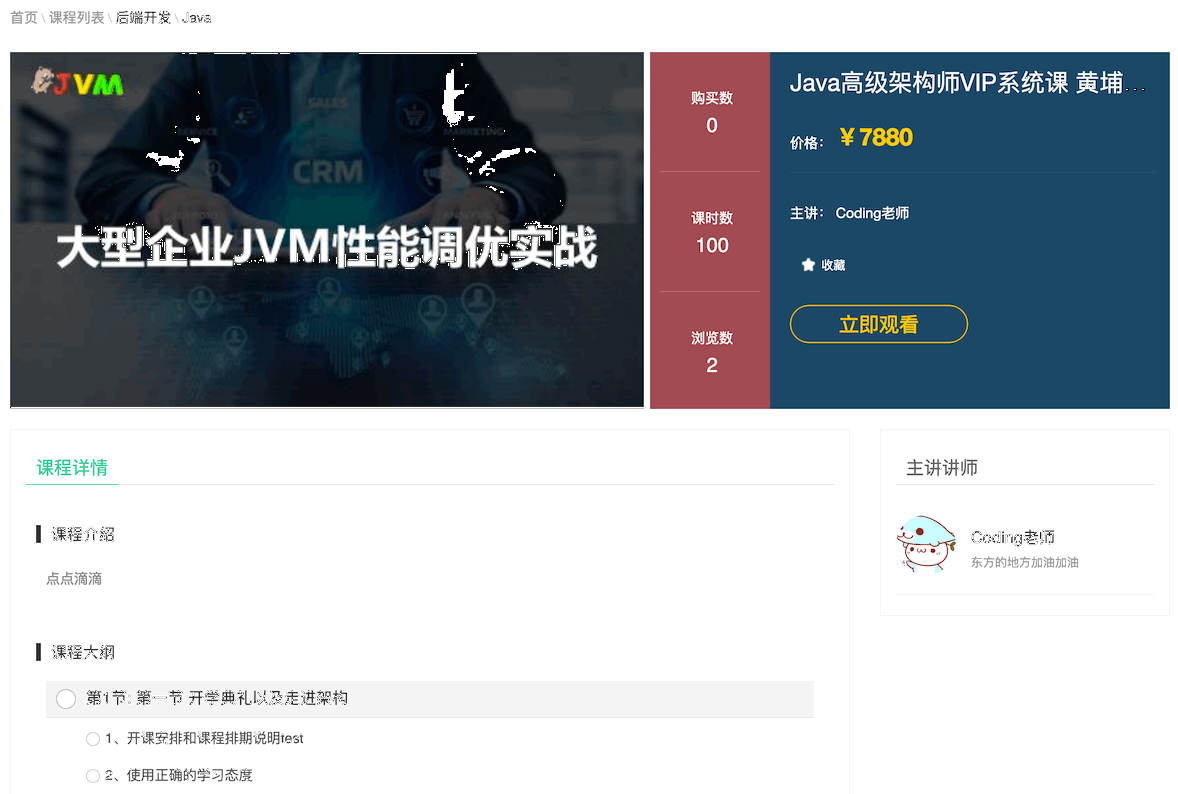 首页 \ 课程列表 \ 后端开发 \ Java
JVM
SALES
SERVICE
MARKETING
CRM
大型企业JVM性能调优实战
购买数
0
课时数
100
浏览数
2
Java高级架构师VIP系统课 黄埔...
价格: ￥7880
主讲: Coding老师
收藏
立即观看
课程详情
课程介绍
点点滴滴
课程大纲
第1节: 第一节 开学典礼以及走进架构
1、开课安排和课程排期说明test
2、使用正确的学习态度
主讲讲师
Coding老师
东方的地方加油加油